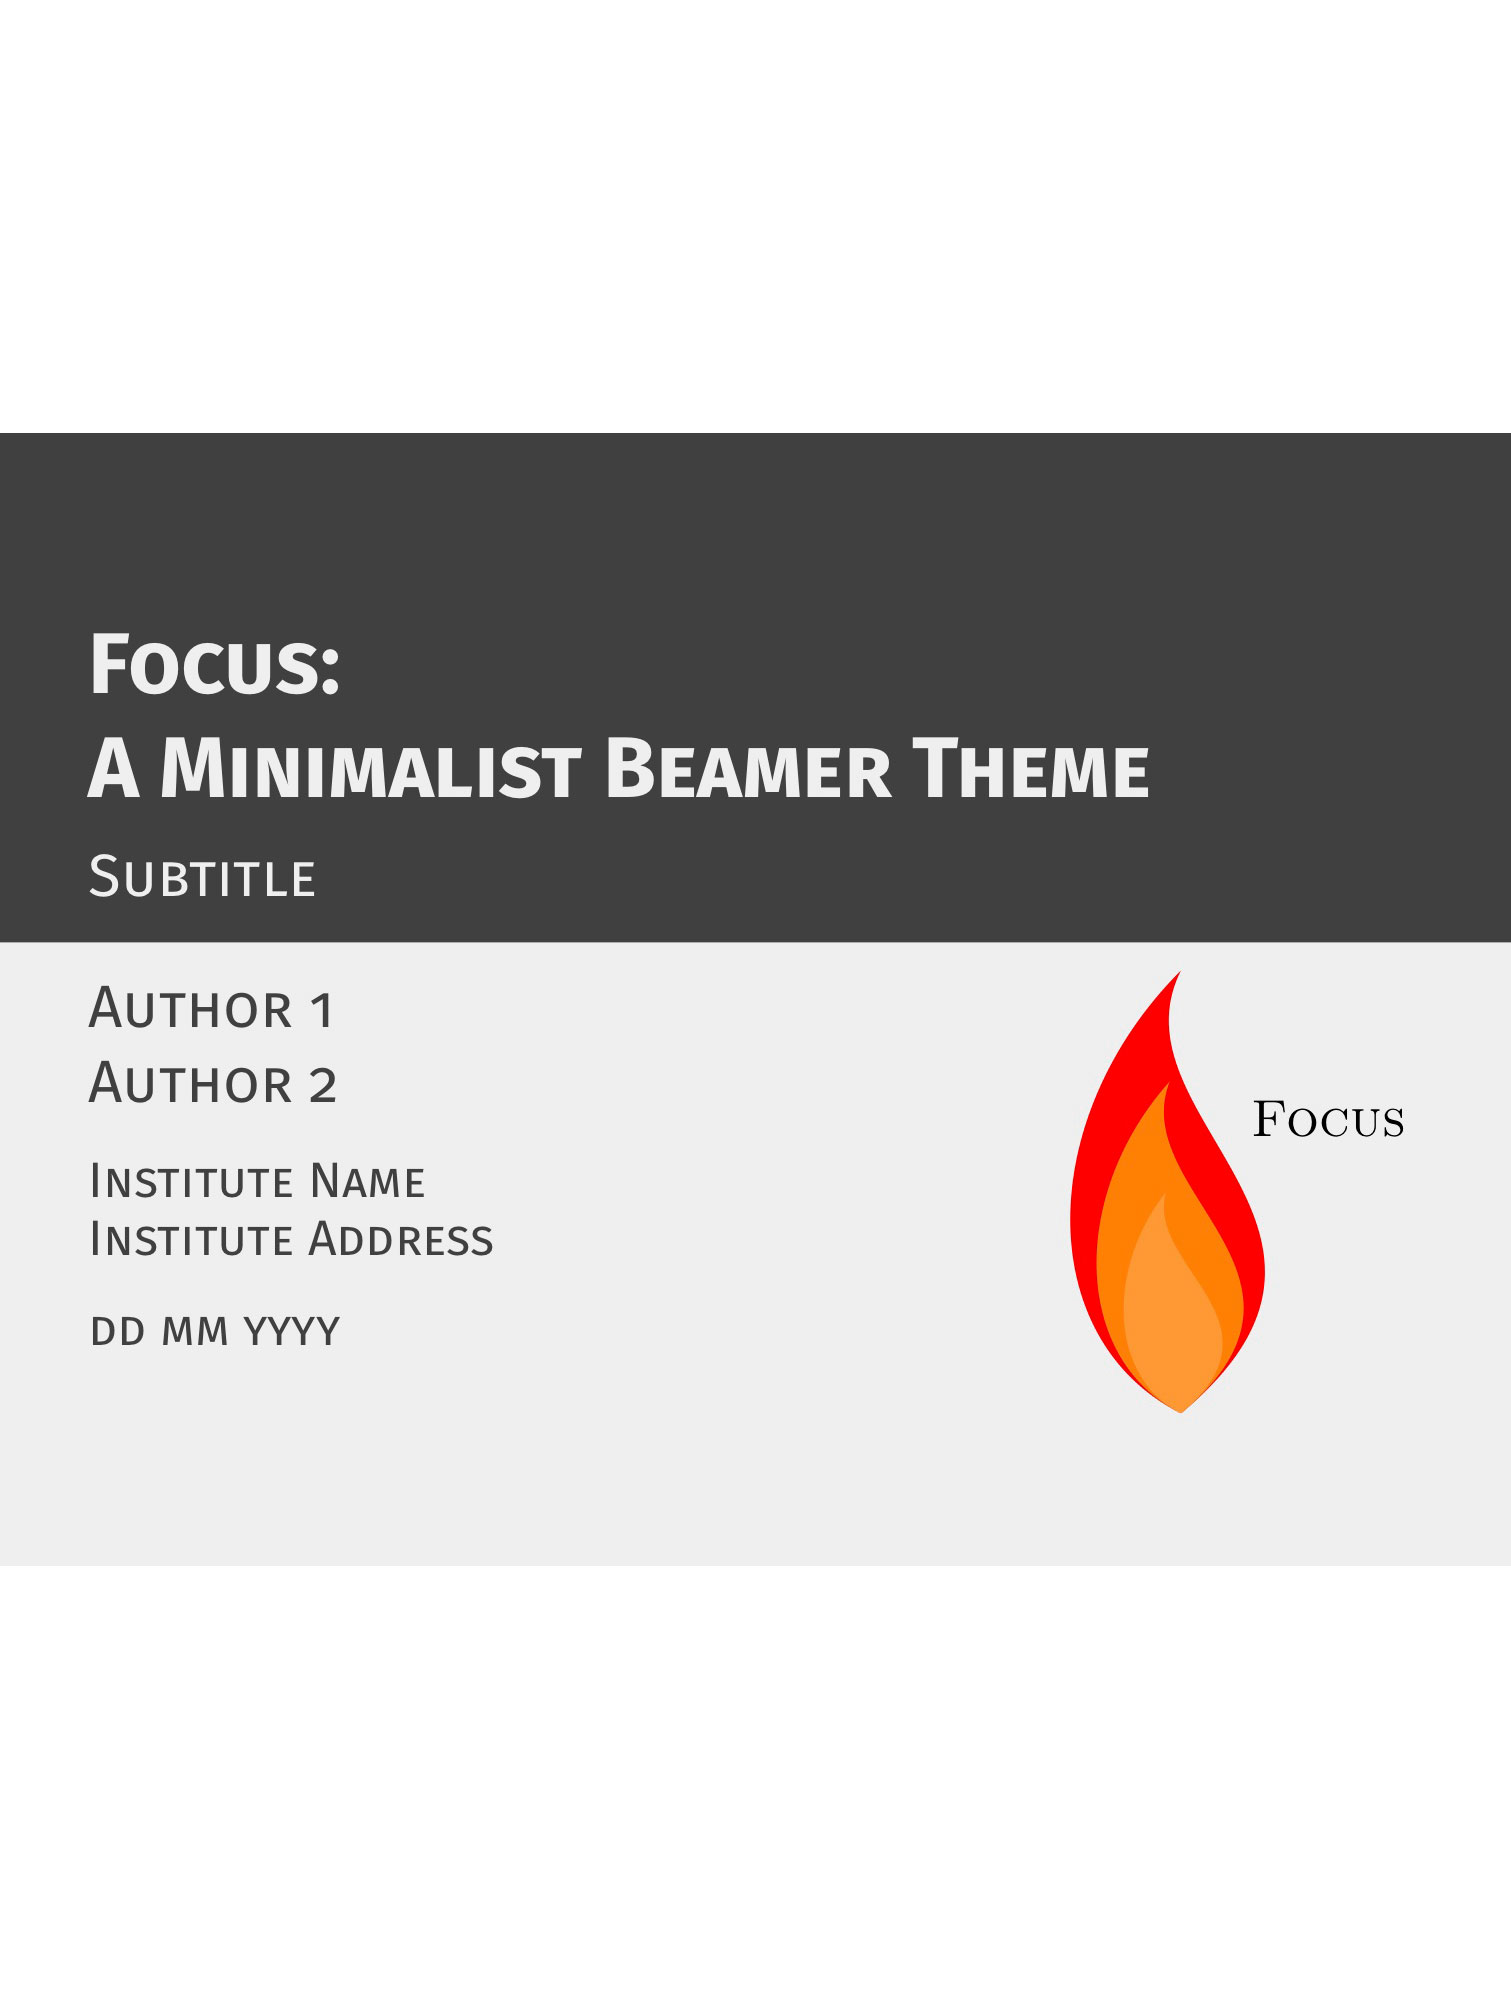 Focus:
A Minimalist Beamer Theme
Subtitle
Author 1
Author 2
Institute Name
Institute Address
dd mm yyyy
Focus